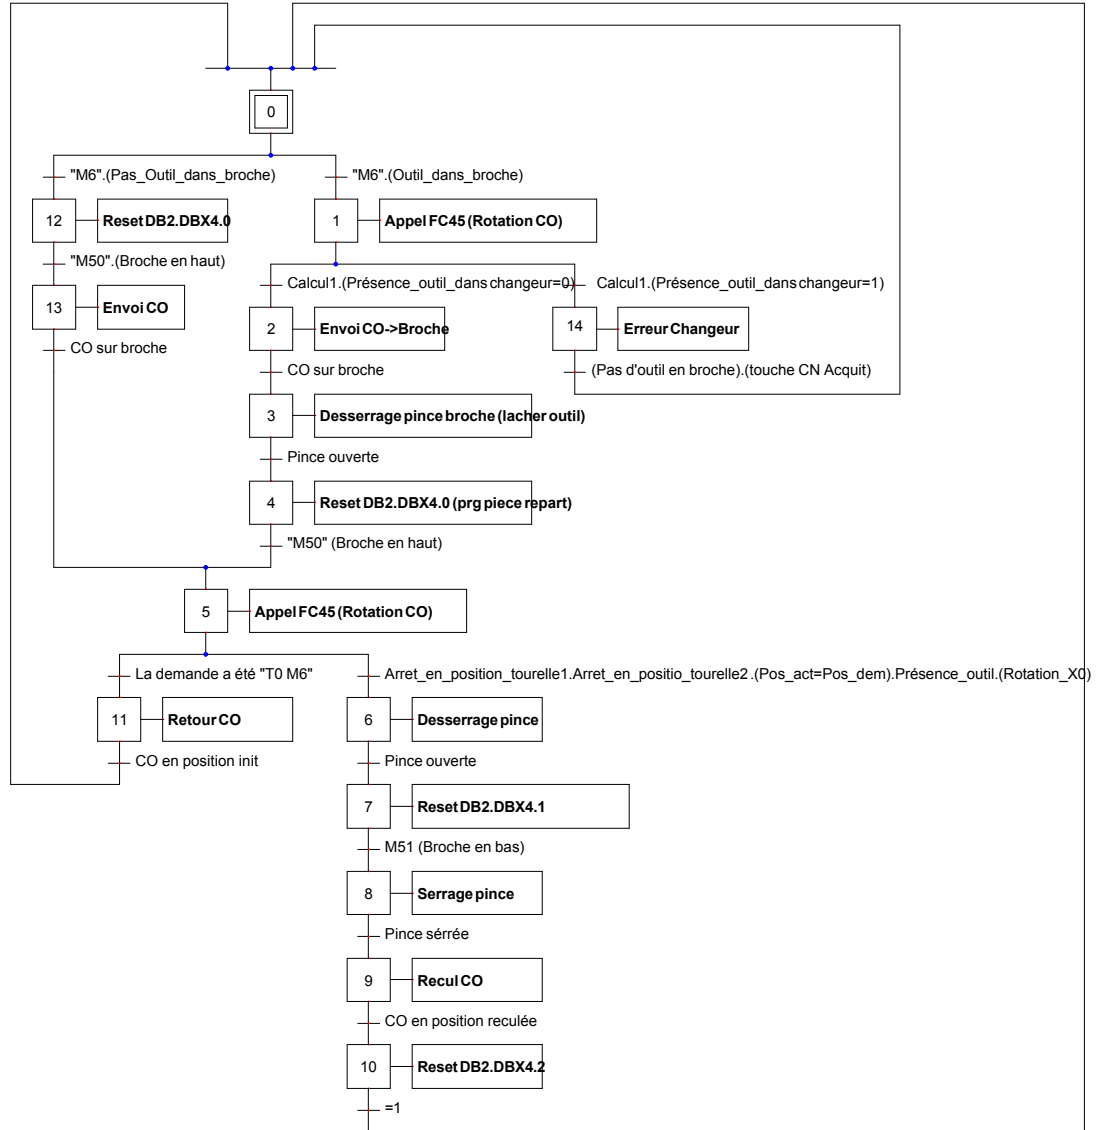 0
"M6".(Pas_Outil_dans_broche)
"M6".(Outil_dans_broche)
12
Reset DB2.DBX4.0
1
Appel FC45 (Rotation CO)
"M50".(Broche en haut)
Calcul1.(Présence_outil_dans changeur=0)
Calcul1.(Présence_outil_dans changeur=1)
13
Envoi CO
2
Envoi CO->Broche
14
Erreur Changeur
CO sur broche
CO sur broche
(Pas d'outil en broche).(touche CN Acquit)
3
Desserrage pince broche (lacher outil)
Pince ouverte
4
Reset DB2.DBX4.0 (prg piece repart)
"M50" (Broche en haut)
5
Appel FC45 (Rotation CO)
La demande a été "T0 M6"
Arret_en_position_tourelle1.Arret_en_positio_tourelle2.(Pos_act=Pos_dem).Présence_outil.(Rotation_X0)
11
Retour CO
6
Desserrage pince
CO en position init
Pince ouverte
7
Reset DB2.DBX4.1
M51 (Broche en bas)
8
Serrage pince
Pince sérrée
9
Recul CO
CO en position reculée
10
Reset DB2.DBX4.2
=1